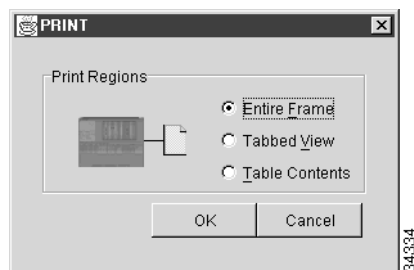 PRINT
Print Regions
Entire Frame
Tabbed View
Table Contents
OK
Cancel
34334